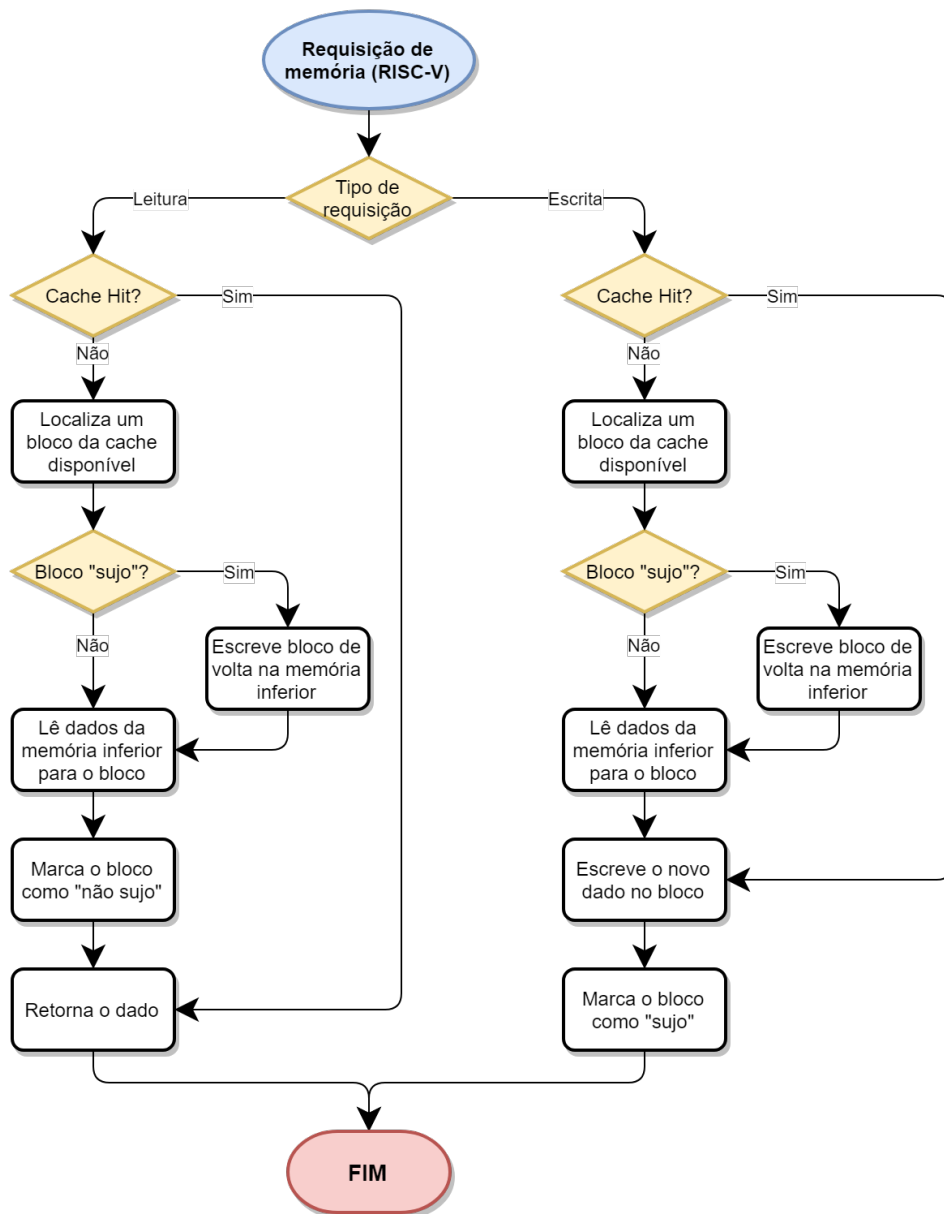 Requisição de
memória (RISC-V)
Tipo de
requisição
Leitura
Escrita
Cache Hit?
Sim
Não
Localiza um
bloco da cache
disponível
Bloco "sujo"?
Sim
Não
Escreve bloco de
volta na memória
inferior
Lê dados da
memória inferior
para o bloco
Marca o bloco
como "não sujo"
Retorna o dado
Cache Hit?
Sim
Não
Localiza um
bloco da cache
disponível
Bloco "sujo"?
Sim
Não
Escreve bloco de
volta na memória
inferior
Lê dados da
memória inferior
para o bloco
Escreve o novo
dado no bloco
Marca o bloco
como "sujo"
FIM